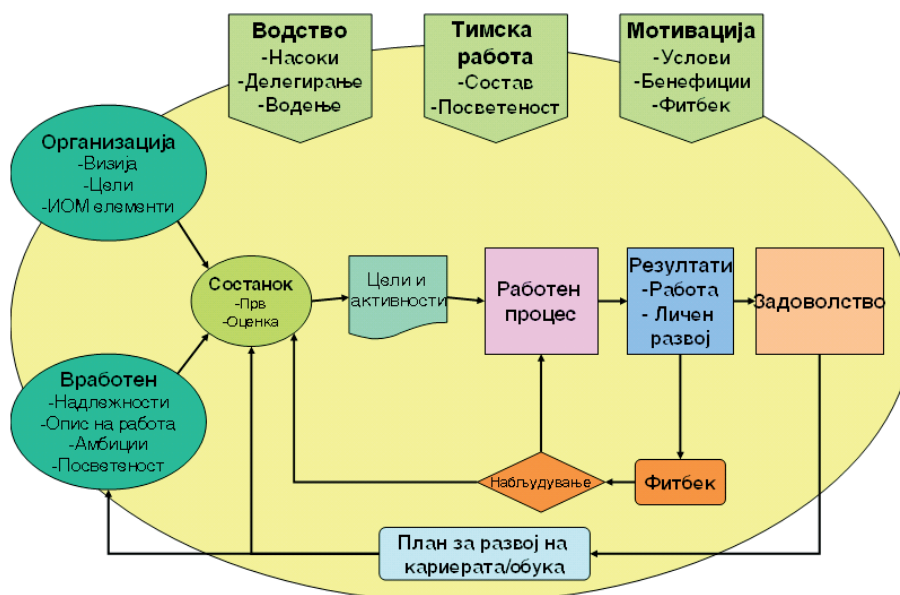 Водство
-Насоки
-Делегирање
-Водење
Тимска
работа
-Состав
-Посветеност
Мотивација
-Услови
-Бенефиции
-Фитбек
Организација
-Визија
-Цели
-ИОМ елементи
Состанок
-Прв
-Оценка
Цели и
активности
Работен
процес
Резултати
-Работа
- Личен
развој
Задоволство
Вработен
-Надлежности
-Опис на работа
-Амбиции
-Посветеност
Набљудување
Фитбек
План за развој на
кариерата/обука